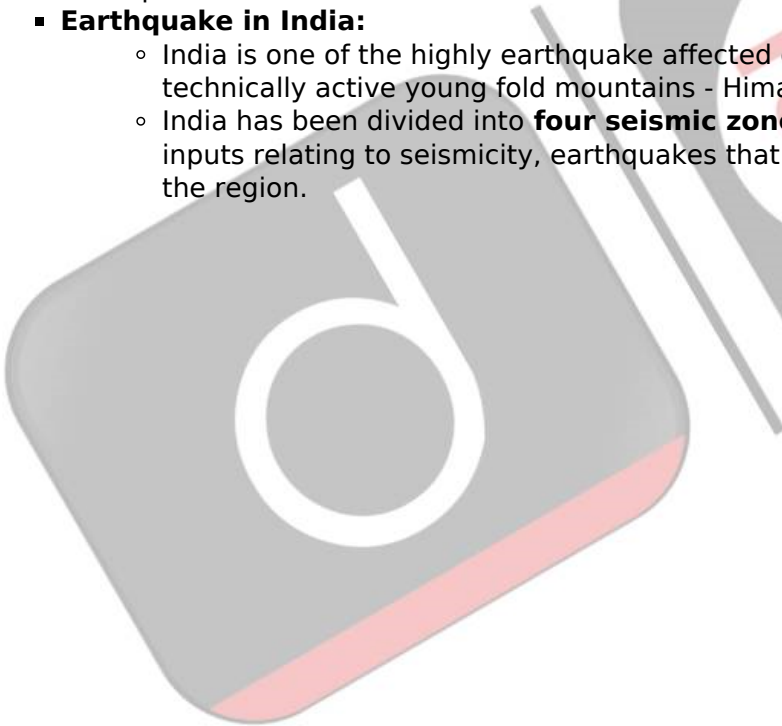 ▪ Earthquake in India:
◦ India is one of the highly earthquake affected
technically active young fold mountains - Hima
◦ India has been divided into four seismic zon
inputs relating to seismicity, earthquakes that
the region.
d